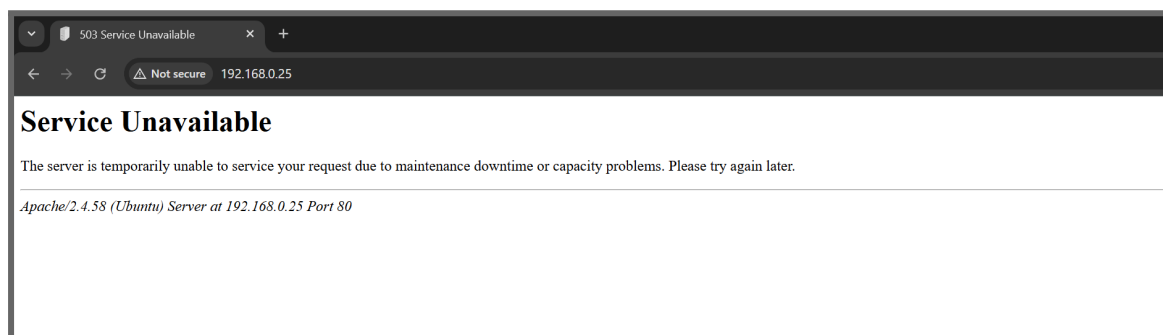 503 Service Unavailable
Not secure 192.168.0.25
Service Unavailable
The server is temporarily unable to service your request due to maintenance downtime or capacity problems. Please try again later.
Apache/2.4.58 (Ubuntu) Server at 192.168.0.25 Port 80